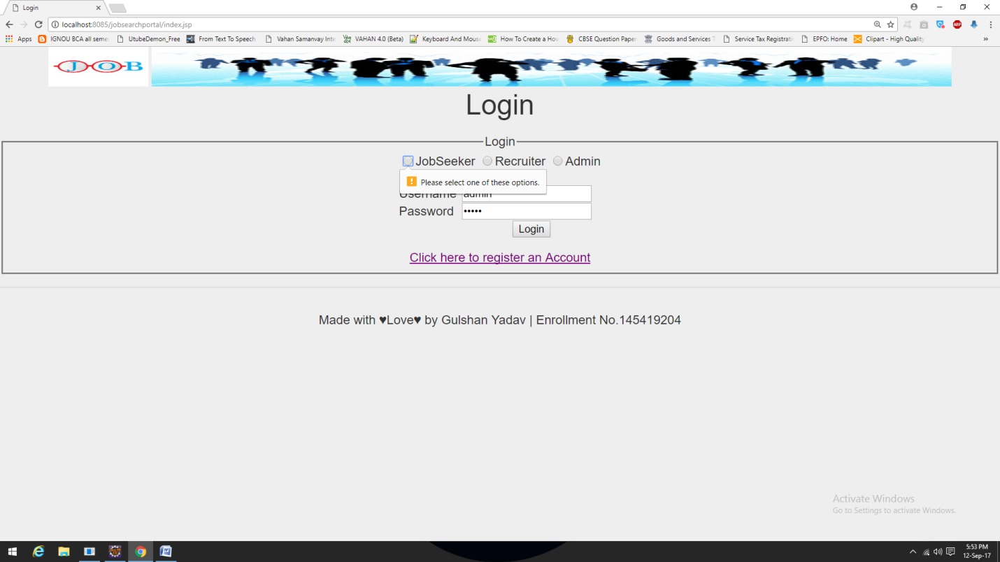 Login
localhost:8085/jobsearchportal/index.jsp
ABP
Apps IGNOU BCA all semes UtubeDemon_Free From Text To Speech Vahan Samanvay Inte VAHAN 4.0 (Beta) Keyboard And Mouse How To Create a How CBSE Question Paper Goods and Services T Service Tax Registrati EPFO: Home Clipart - High Quality »
JOB
Login
Login
JobSeeker Recruiter Admin
Please select one of these options.
Username admin
Password •••••
Login
Click here to register an Account
Made with ♥Love♥ by Gulshan Yadav | Enrollment No.145419204
Activate Windows
Go to Settings to activate Windows.
5:53 PM
12-Sep-17